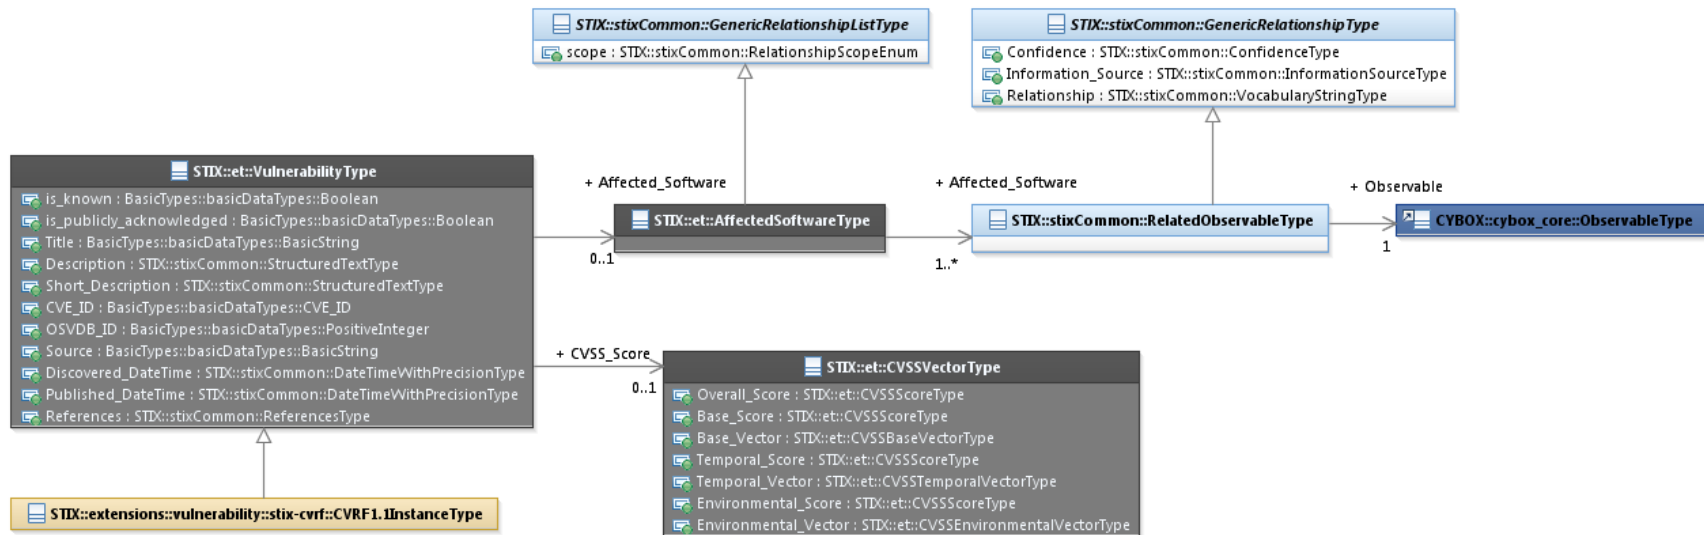 STIX::stixCommon::GenericRelationshipListType
scope : STIX::stixCommon::RelationshipScopeEnum
STIX::stixCommon::GenericRelationshipType
Confidence : STIX::stixCommon::ConfidenceType
Information_Source : STIX::stixCommon::InformationSourceType
Relationship : STIX::stixCommon::VocabularyStringType
STIX::et::VulnerabilityType
is_known : BasicTypes::basicDataTypes::Boolean
is_publicly_acknowledged : BasicTypes::basicDataTypes::Boolean
Title : BasicTypes::basicDataTypes::BasicString
Description : STIX::stixCommon::StructuredTextType
Short_Description : STIX::stixCommon::StructuredTextType
CVE_ID : BasicTypes::basicDataTypes::CVE_ID
OSVDB_ID : BasicTypes::basicDataTypes::PositiveInteger
Source : BasicTypes::basicDataTypes::BasicString
Discovered_DateTime : STIX::stixCommon::DateTimeWithPrecisionType
Published_DateTime : STIX::stixCommon::DateTimeWithPrecisionType
References : STIX::stixCommon::ReferencesType
+ Affected_Software
0..1
STIX::et::AffectedSoftwareType
+ Affected_Software
1..*
STIX::stixCommon::RelatedObservableType
+ Observable
1
CYBOX::cybox_core::ObservableType
+ CVSS_Score
0..1
STIX::et::CVSSVectorType
Overall_Score : STIX::et::CVSSScoreType
Base_Score : STIX::et::CVSSScoreType
Base_Vector : STIX::et::CVSSBaseVectorType
Temporal_Score : STIX::et::CVSSScoreType
Temporal_Vector : STIX::et::CVSSTemporalVectorType
Environmental_Score : STIX::et::CVSSScoreType
Environmental_Vector : STIX::et::CVSSEnvironmentalVectorType
STIX::extensions::vulnerability::stix-cvrf::CVRF1.1InstanceType